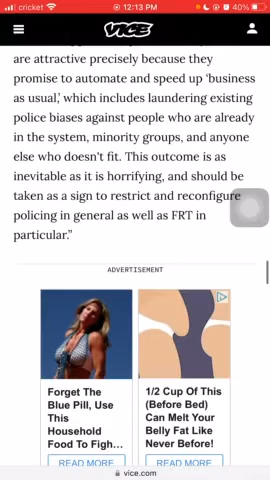 cricket
12:13 PM
40%
VICE
are attractive precisely because they
promise to automate and speed up ‘business
as usual,’ which includes laundering existing
police biases against people who are already
in the system, minority groups, and anyone
else who doesn’t fit. This outcome is as
inevitable as it is horrifying, and should be
taken as a sign to restrict and reconfigure
policing in general as well as FRT in
particular.”
ADVERTISEMENT
Forget The
Blue Pill, Use
This
Household
Food To Figh...
READ MORE
1/2 Cup Of This
(Before Bed)
Can Melt Your
Belly Fat Like
Never Before!
READ MORE
vice.com